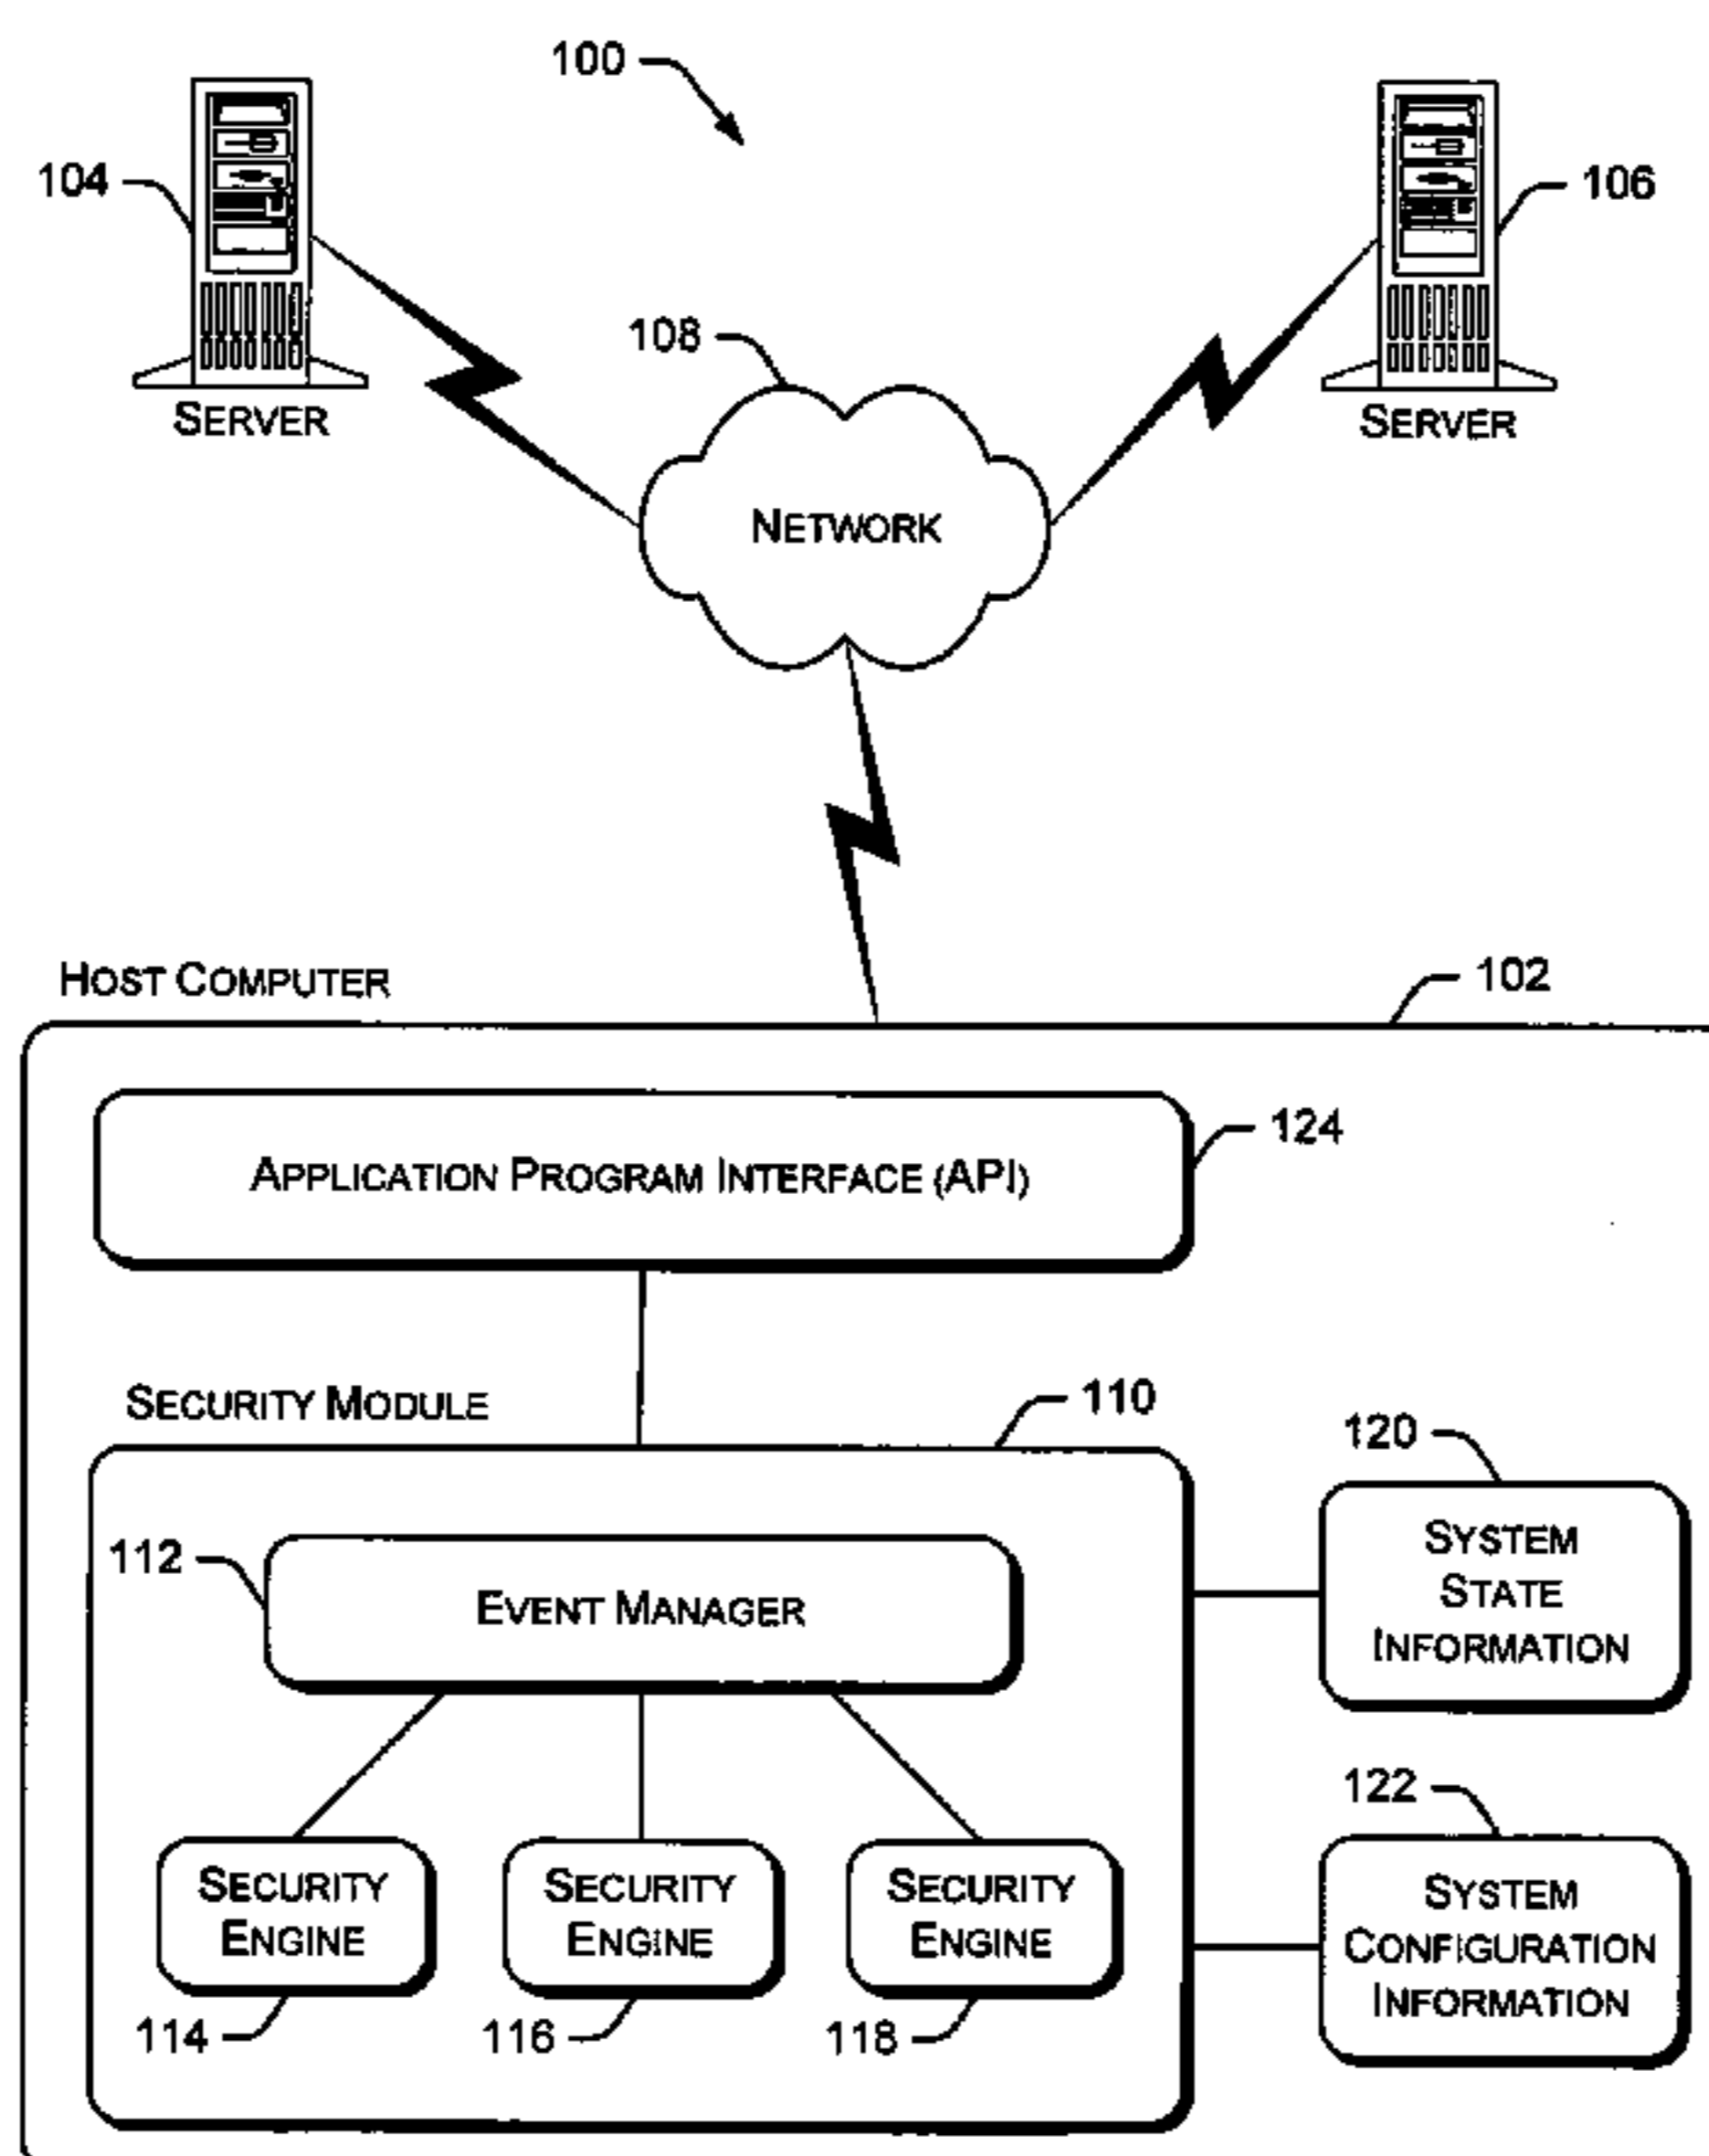 100
104
106
SERVER
108
SERVER
NETWORK
HOST COMPUTER
102
APPLICATION PROGRAM INTERFACE (API)
124
SECURITY MODULE
110
120
112
EVENT MANAGER
SYSTEM
STATE
INFORMATION
122
SECURITY
ENGINE
SECURITY
ENGINE
SECURITY
ENGINE
SYSTEM
CONFIGURATION
INFORMATION
114
116
118